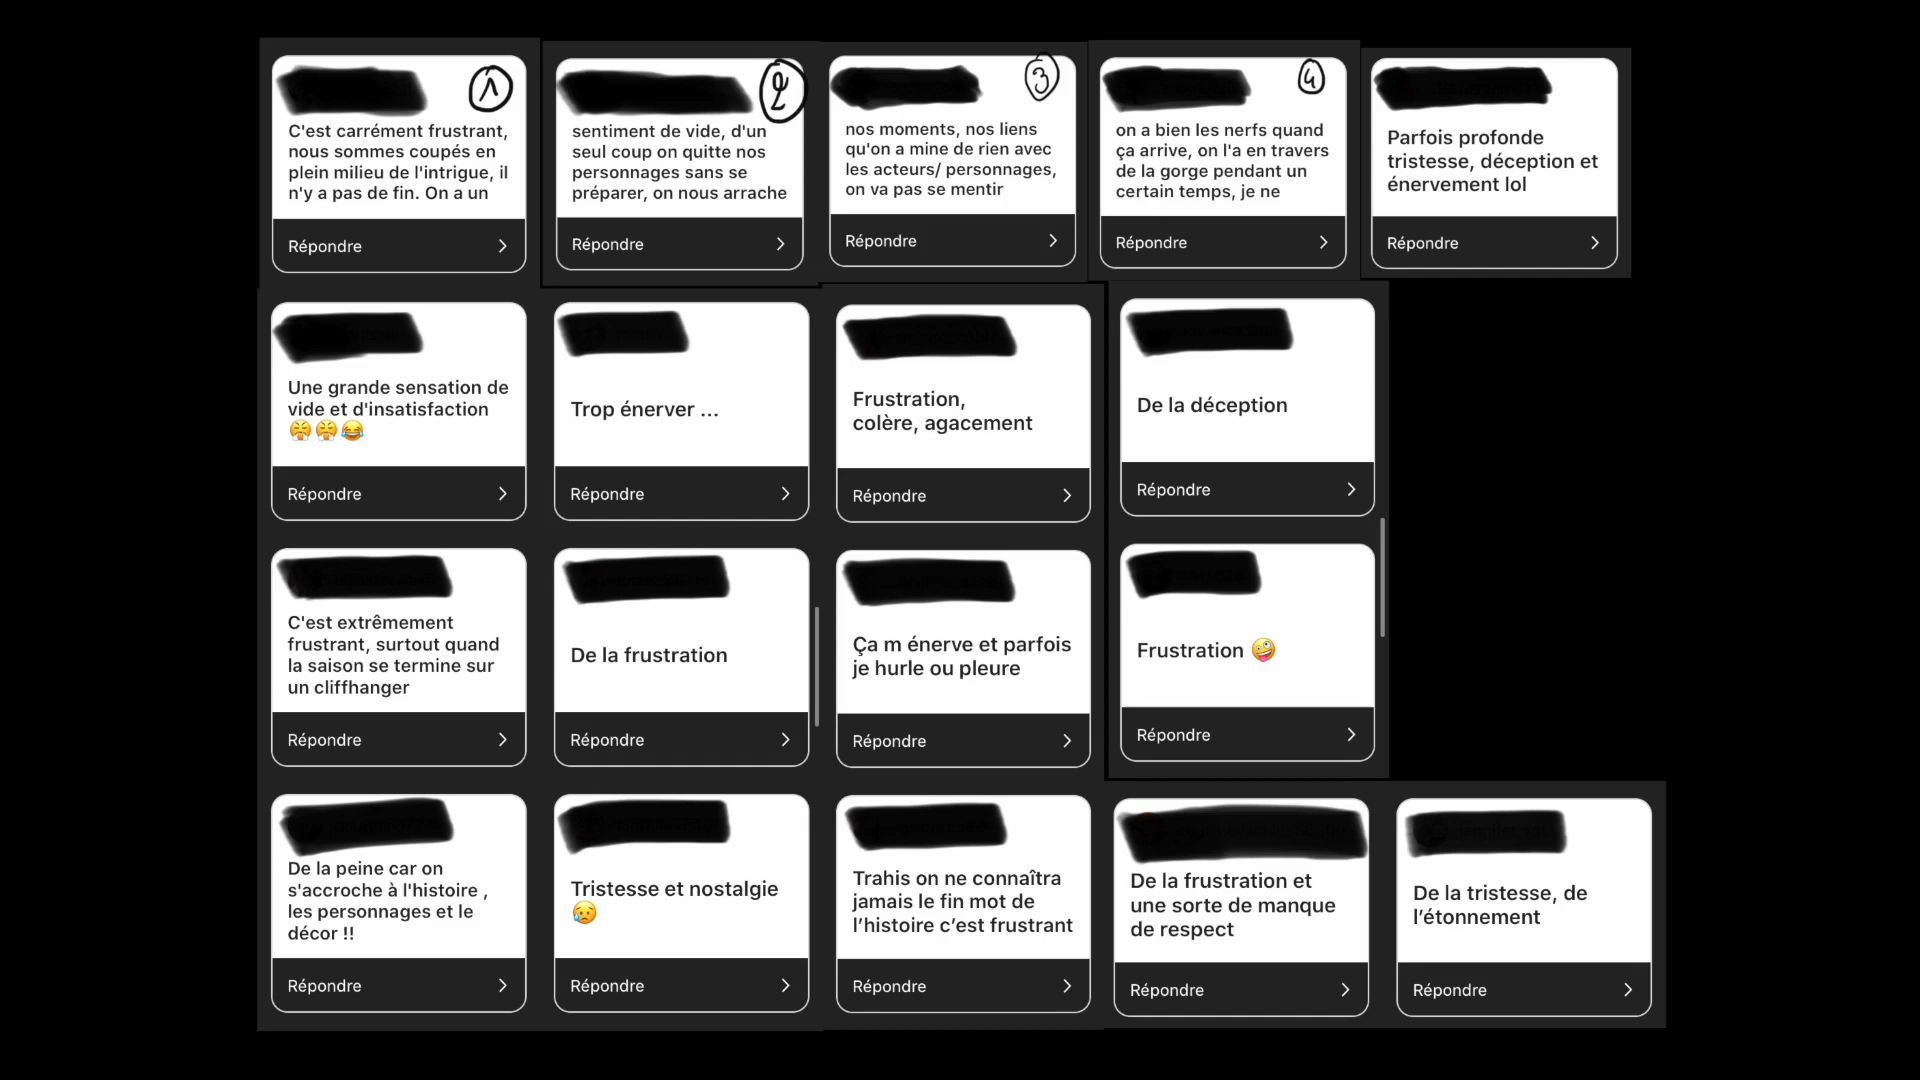 1
C'est carrément frustrant,
nous sommes coupés en
plein milieu de l'intrigue, il
n'y a pas de fin. On a un
Répondre
2
sentiment de vide, d'un
seul coup on quitte nos
personnages sans se
préparer, on nous arrache
Répondre
3
nos moments, nos liens
qu'on a mine de rien avec
les acteurs/ personnages,
on va pas se mentir
Répondre
4
on a bien les nerfs quand
ça arrive, on l'a en travers
de la gorge pendant un
certain temps, je ne
Répondre
Parfois profonde
tristesse, déception et
énervement lol
Répondre
Une grande sensation de
vide et d'insatisfaction
😤😤😂
Répondre
Trop énerver ...
Répondre
Frustration,
colère, agacement
Répondre
De la déception
Répondre
C'est extrêmement
frustrant, surtout quand
la saison se termine sur
un cliffhanger
Répondre
De la frustration
Répondre
Ça m énerve et parfois
je hurle ou pleure
Répondre
Frustration 🤪
Répondre
De la peine car on
s'accroche à l'histoire ,
les personnages et le
décor !!
Répondre
Tristesse et nostalgie
😥
Répondre
Trahis on ne connaîtra
jamais le fin mot de
l’histoire c’est frustrant
Répondre
De la frustration et
une sorte de manque
de respect
Répondre
De la tristesse, de
l’étonnement
Répondre